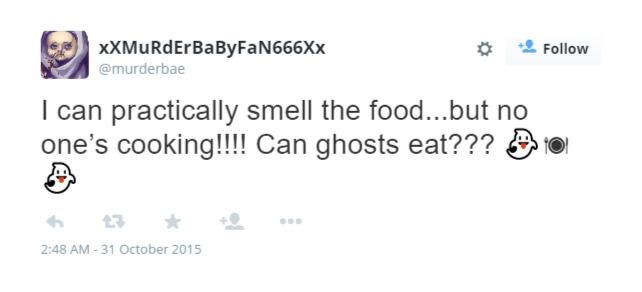 xXMuRdErBaByFaN666Xx
@murderbae
Follow
I can practically smell the food...but no
one’s cooking!!!! Can ghosts eat??? 👻🍽
👻
2:48 AM - 31 October 2015